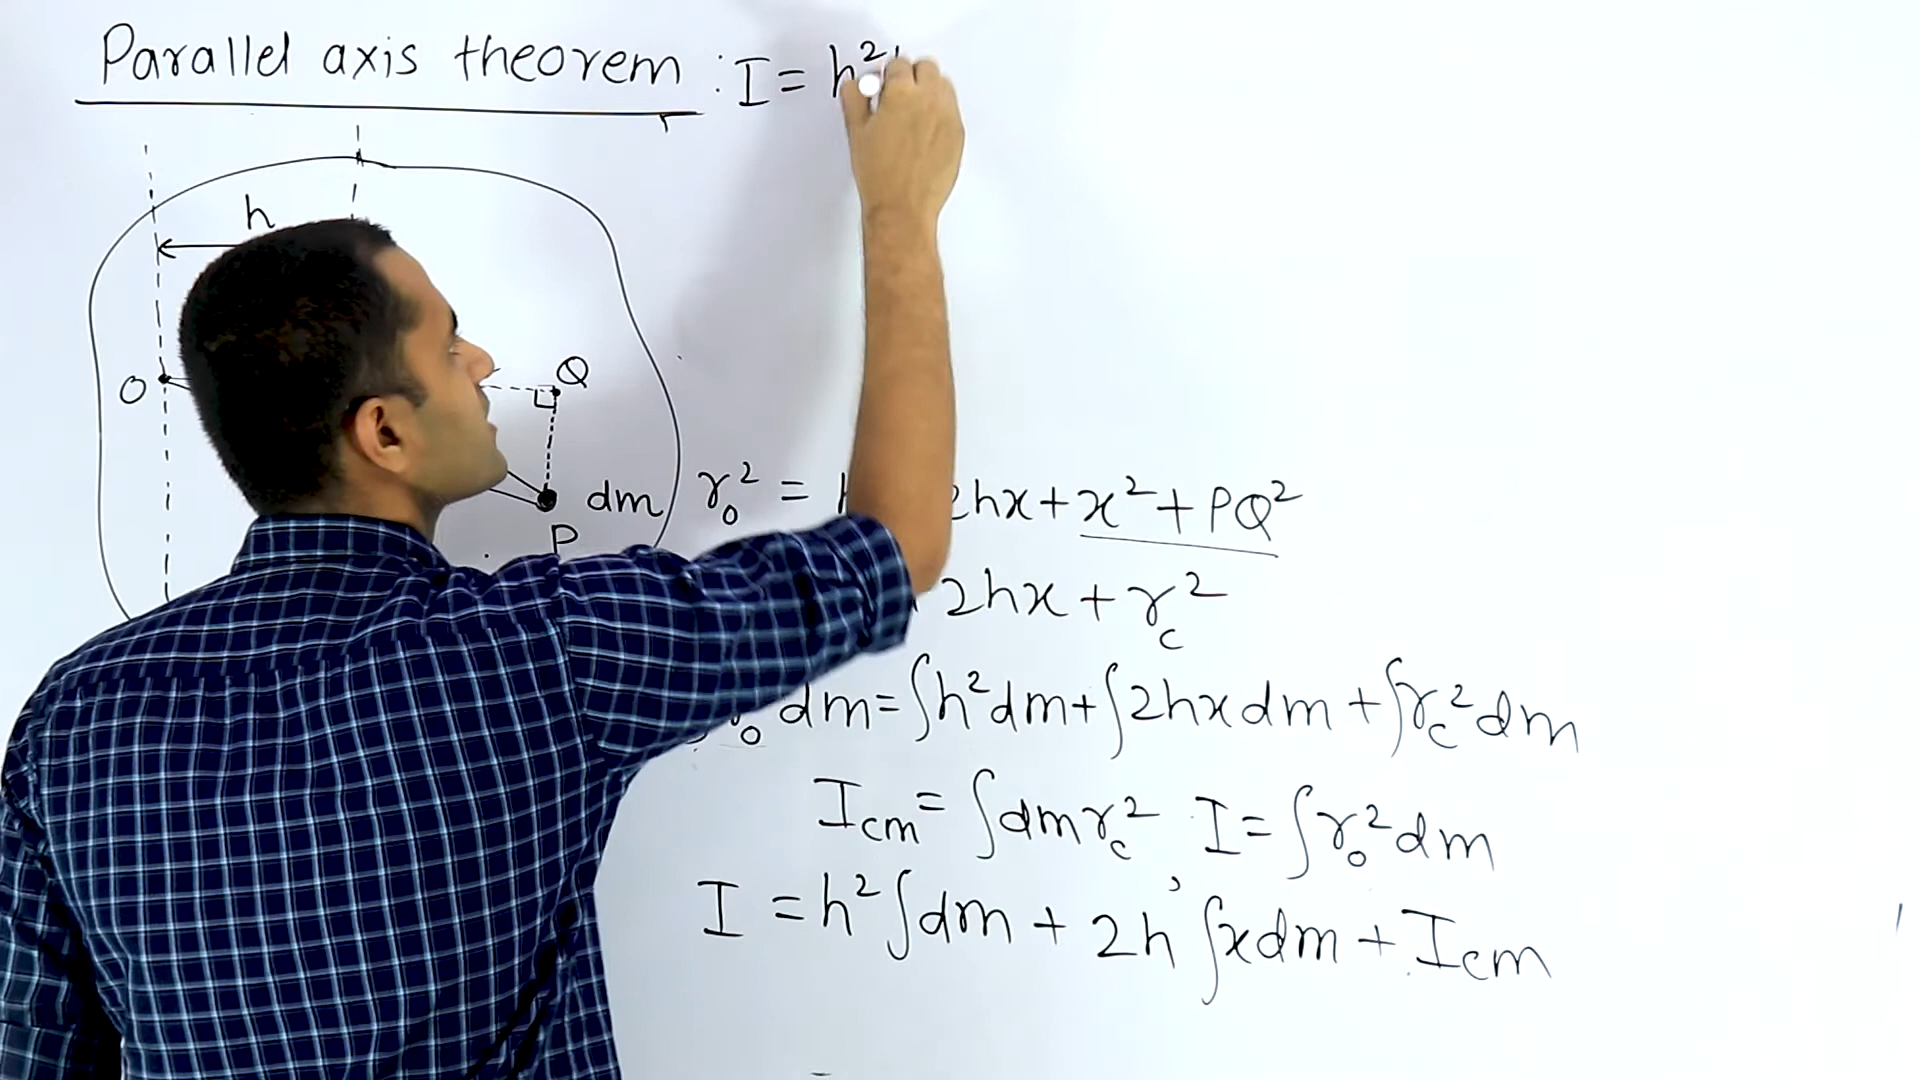 Parallel axis theorem : I = h²
h
O
Q
dm
P
r₀² = 2hx + x² + PQ²
2hx + r_c²
₀ dm = ∫h²dm + ∫2hx dm + ∫r_c² dm
I_cm = ∫dm r_c² , I = ∫r₀² dm
I = h² ∫dm + 2h ∫x dm + I_cm